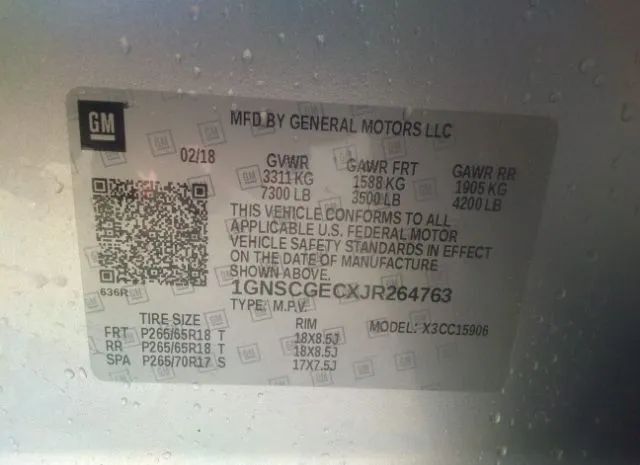 GM
MFD BY GENERAL MOTORS LLC
02/18
GVWR GAWR FRT GAWR RR
3311 KG 1588 KG 1905 KG
7300 LB 3500 LB 4200 LB
THIS VEHICLE CONFORMS TO ALL
APPLICABLE U.S. FEDERAL MOTOR
VEHICLE SAFETY STANDARDS IN EFFECT
ON THE DATE OF MANUFACTURE
SHOWN ABOVE.
636R
1GNSCGECXJR264763
TYPE: M.P.V.
TIRE SIZE RIM MODEL: X3CC15906
FRT P265/65R18 T 18X8.5J
RR P265/65R18 T 18X8.5J
SPA P265/70R17 S 17X7.5J